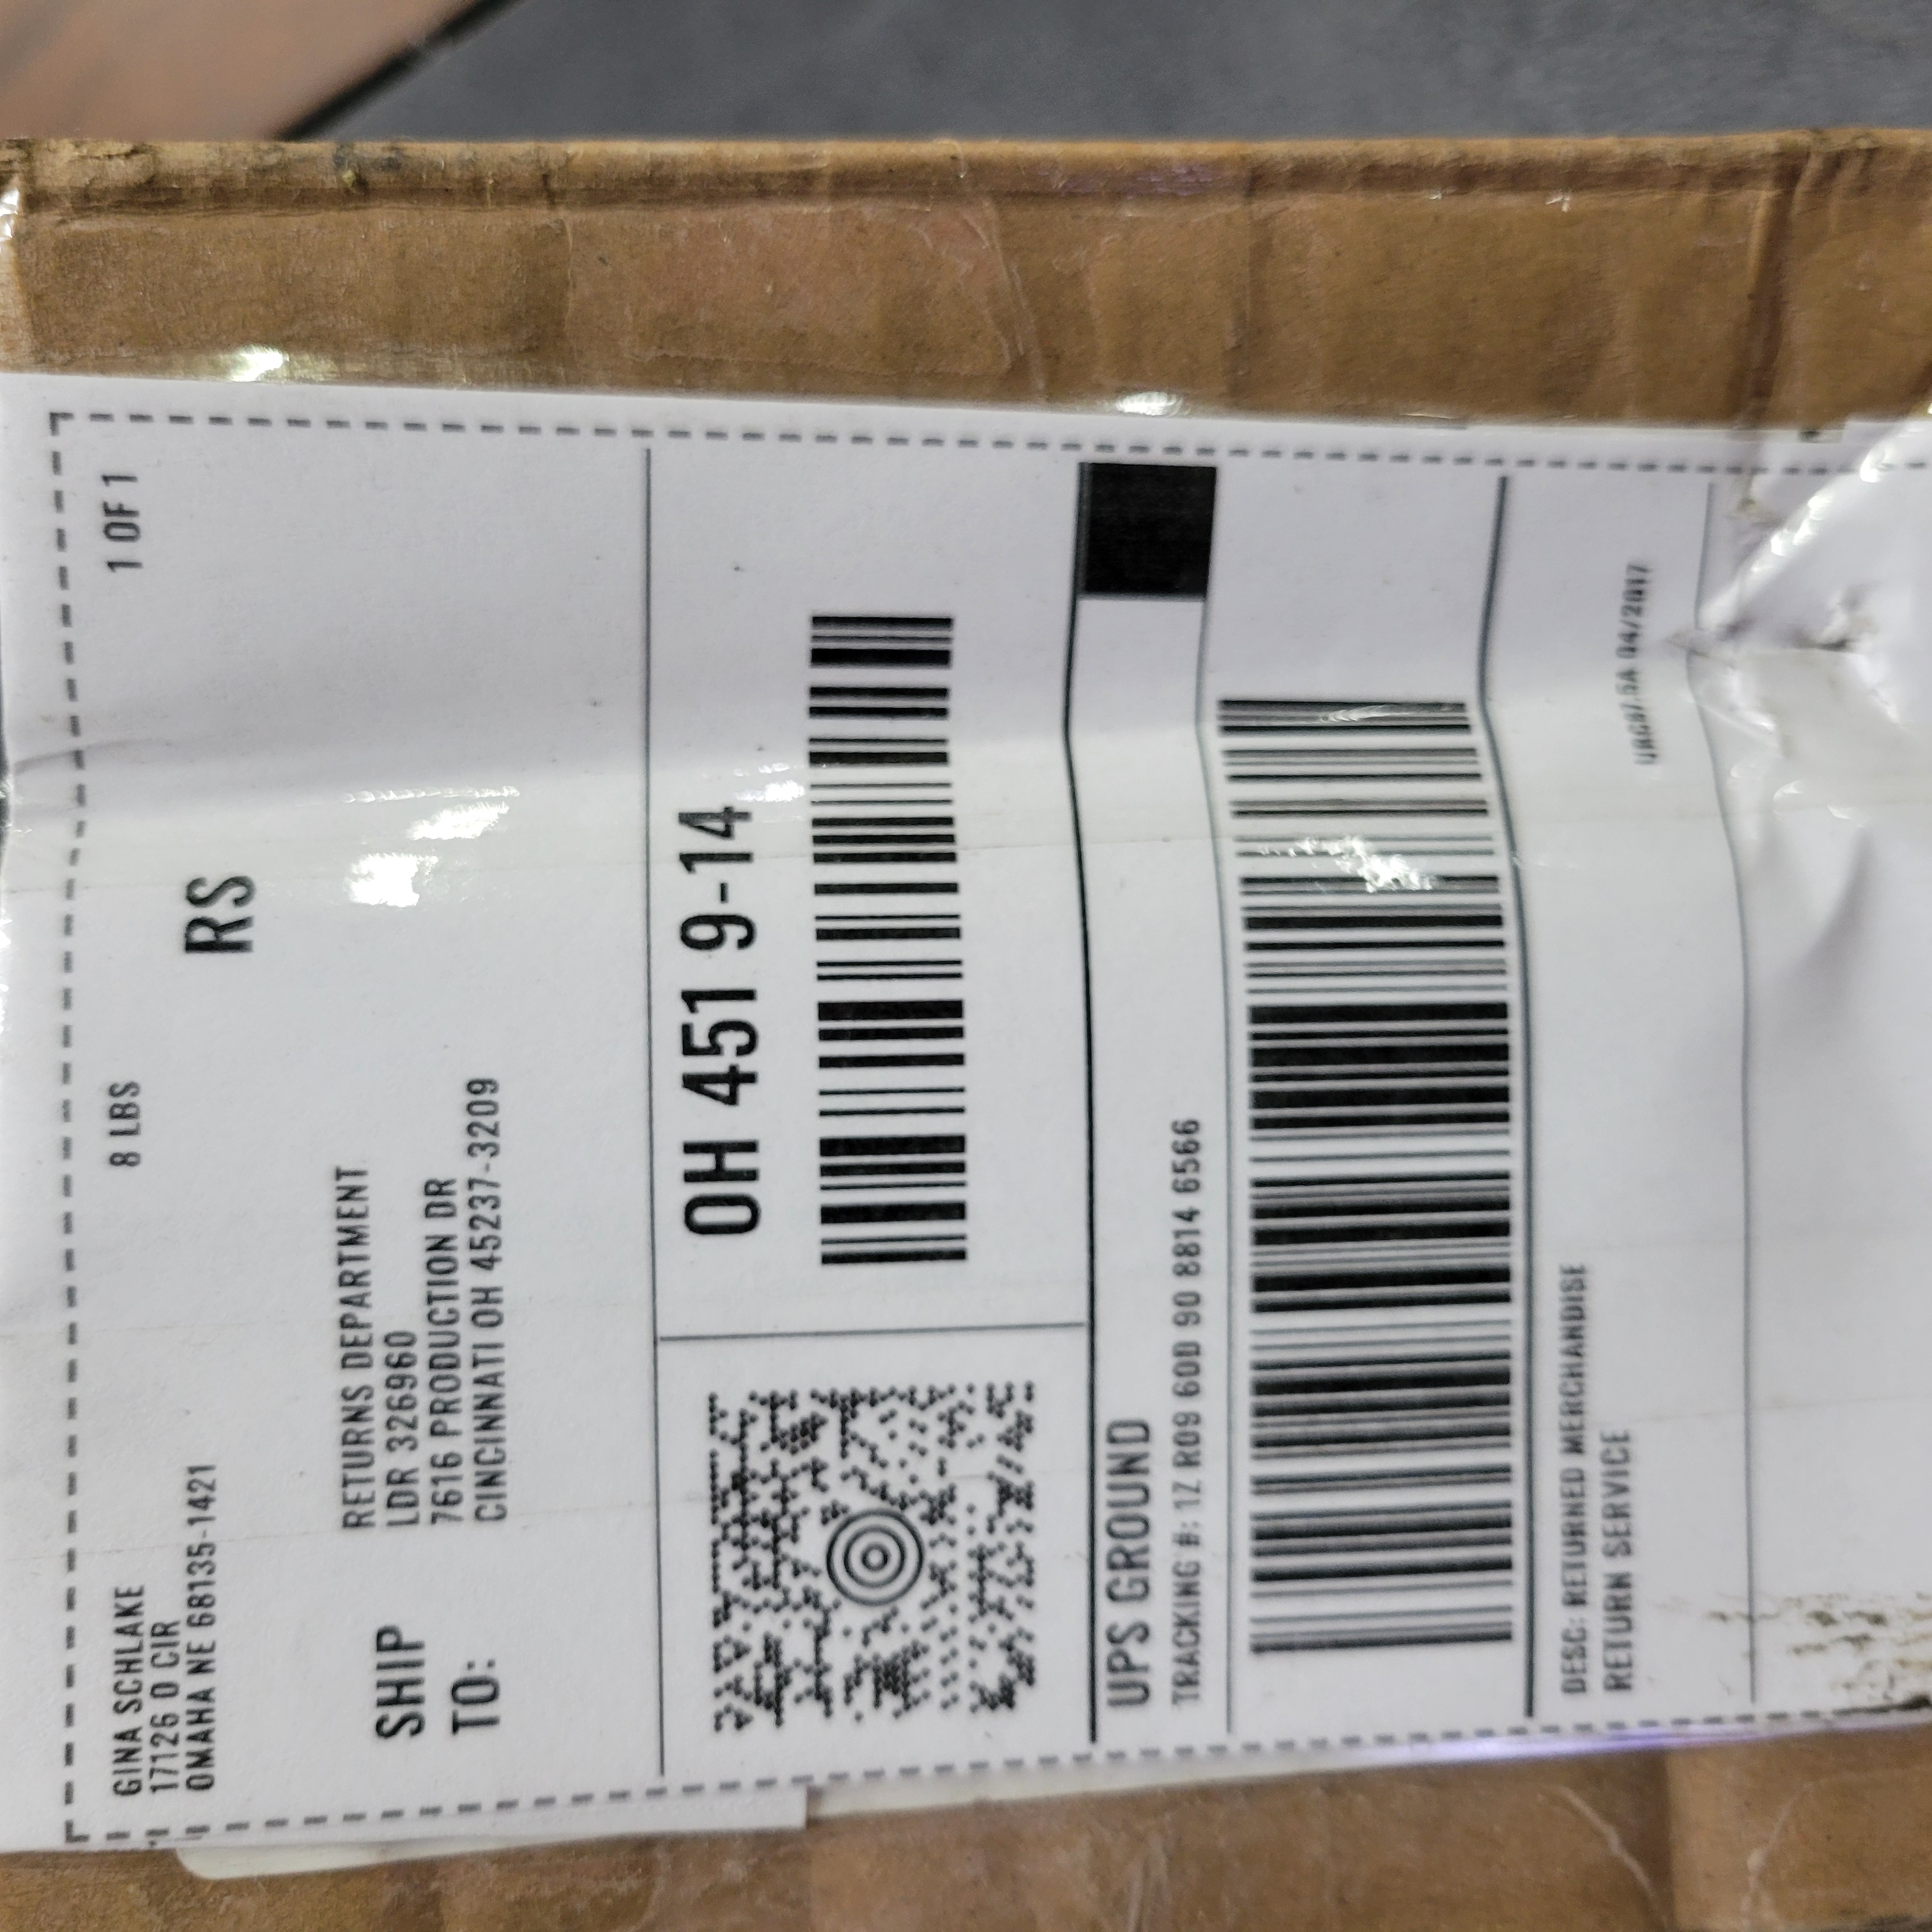 GINA SCHLAKE
17126 O CIR
OMAHA NE 68135-1421
8 LBS
1 OF 1
RS
SHIP
TO:
RETURNS DEPARTMENT
LDR 326960
7616 PRODUCTION DR
CINCINNATI OH 45237-3209
OH 451 9-14
UPS GROUND
TRACKING #: 1Z R09 60D 90 8814 6566
DESC: RETURNED MERCHANDISE
RETURN SERVICE
04/2017